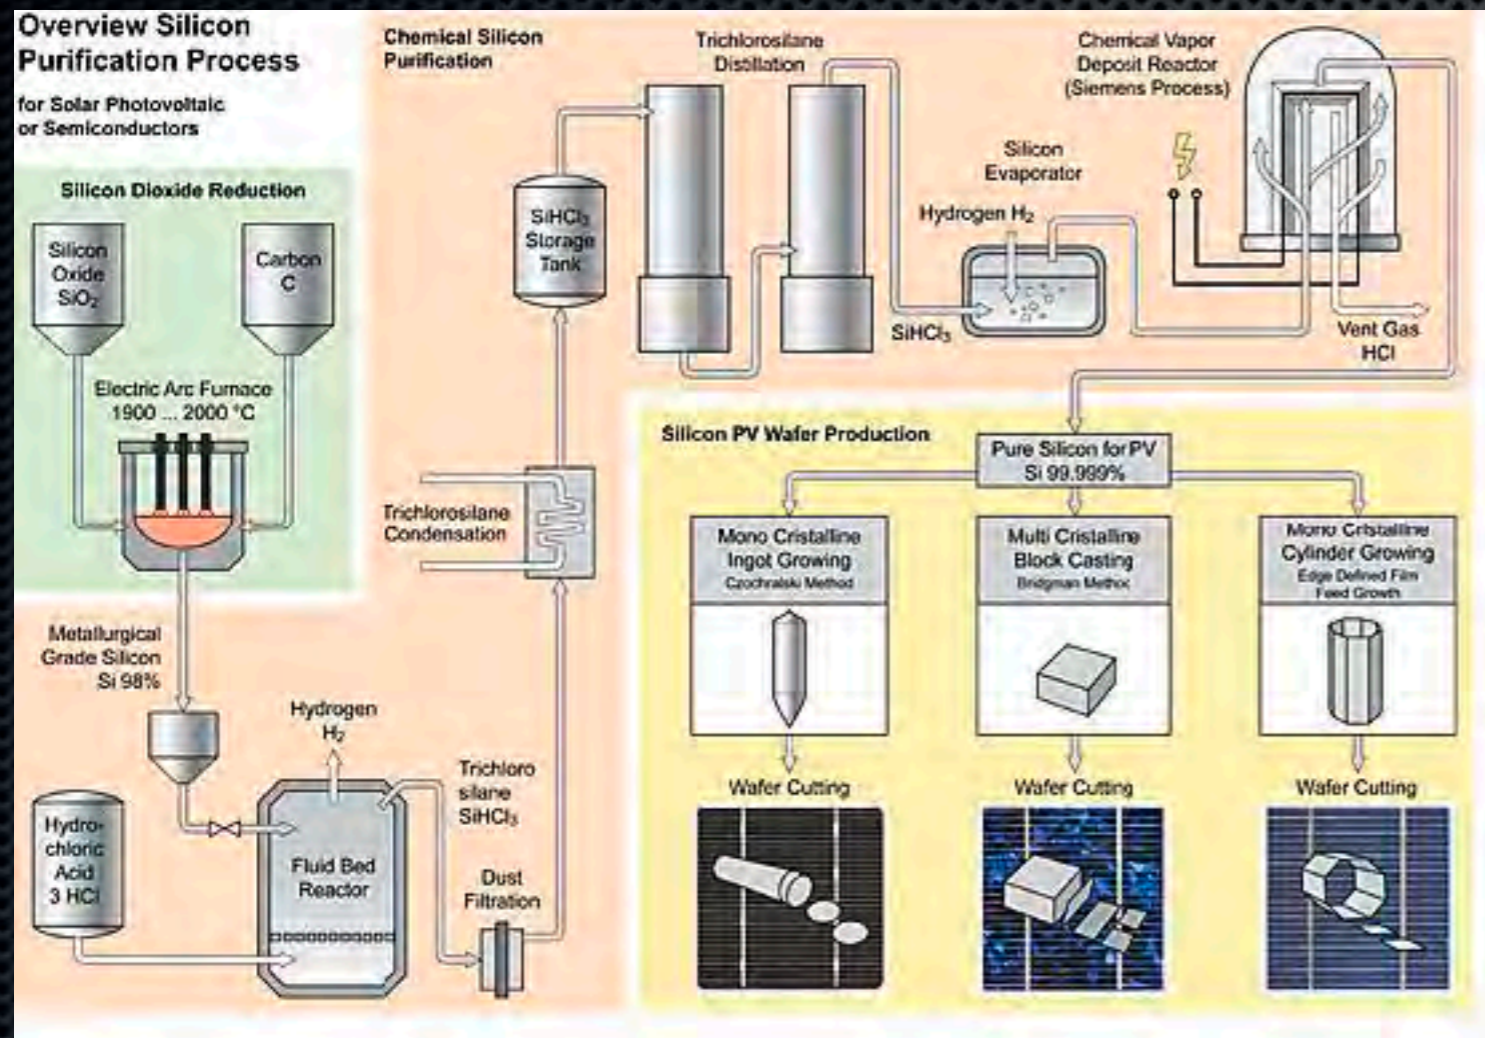 Overview Silicon
Purification Process
for Solar Photovoltaic
or Semiconductors
Silicon Dioxide Reduction
Silicon
Oxide
SiO₂
Carbon
C
Electric Arc Furnace
1900 ... 2000 °C
Metallurgical
Grade Silicon
Si 98%
Hydro-
chloric
Acid
3 HCl
Hydrogen
H₂
Fluid Bed
Reactor
Trichloro
silane
SiHCl₃
Dust
Filtration
Chemical Silicon
Purification
Trichlorosilane
Condensation
SiHCl₃
Storage
Tank
Trichlorosilane
Distillation
SiHCl₃
Silicon
Evaporator
Hydrogen H₂
Chemical Vapor
Deposit Reactor
(Siemens Process)
Vent Gas
HCl
Silicon PV Wafer Production
Pure Silicon for PV
Si 99.999%
Mono Cristalline
Ingot Growing
Czochralski Method
Wafer Cutting
Multi Cristalline
Block Casting
Bridgman Method
Wafer Cutting
Mono Cristalline
Cylinder Growing
Edge Defined Film
Feed Growth
Wafer Cutting